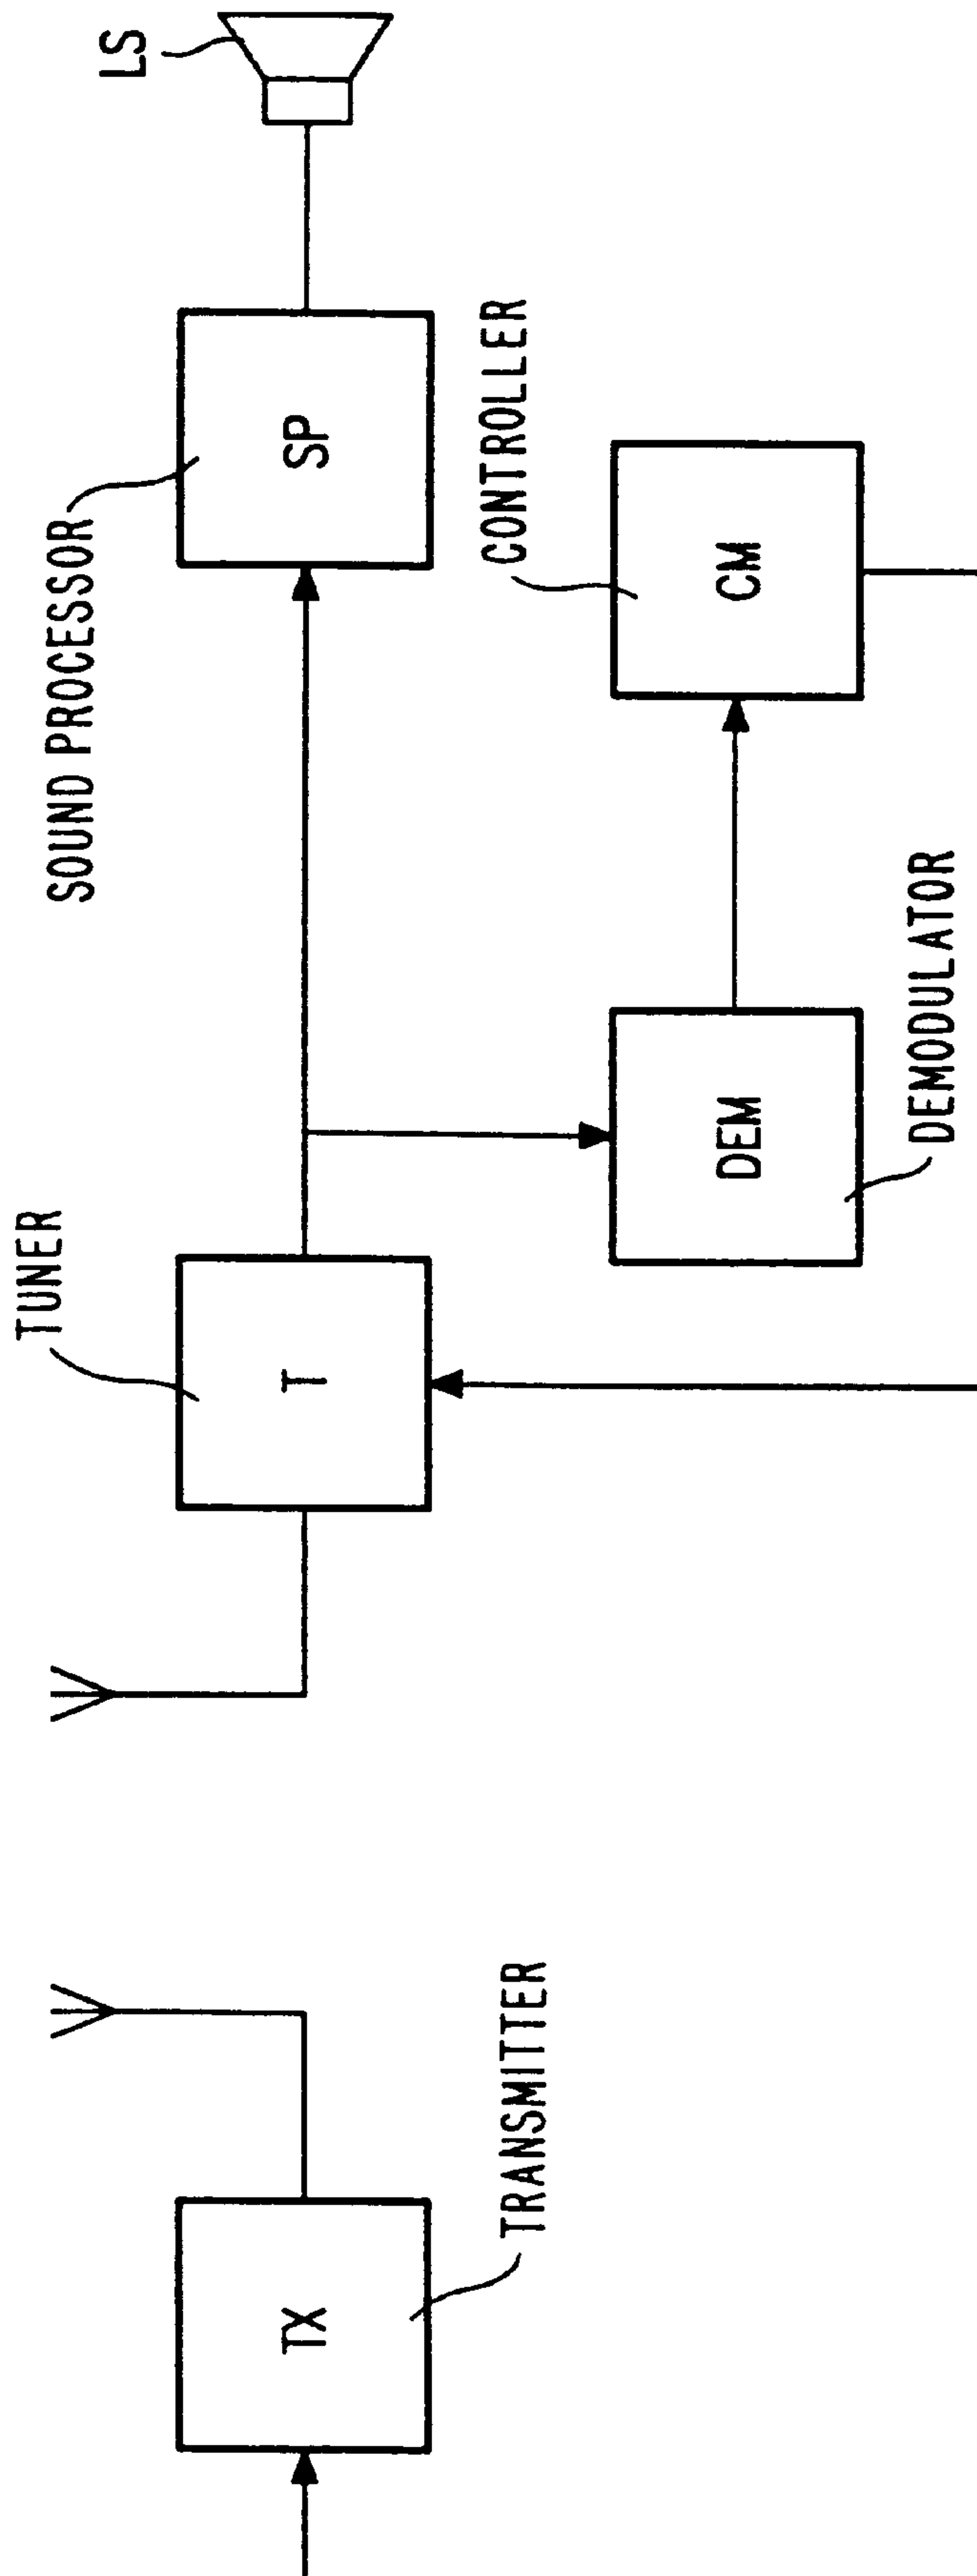 TRANSMITTER
TX
TUNER
T
DEMODULATOR
DEM
CONTROLLER
CM
SOUND PROCESSOR
SP
LS